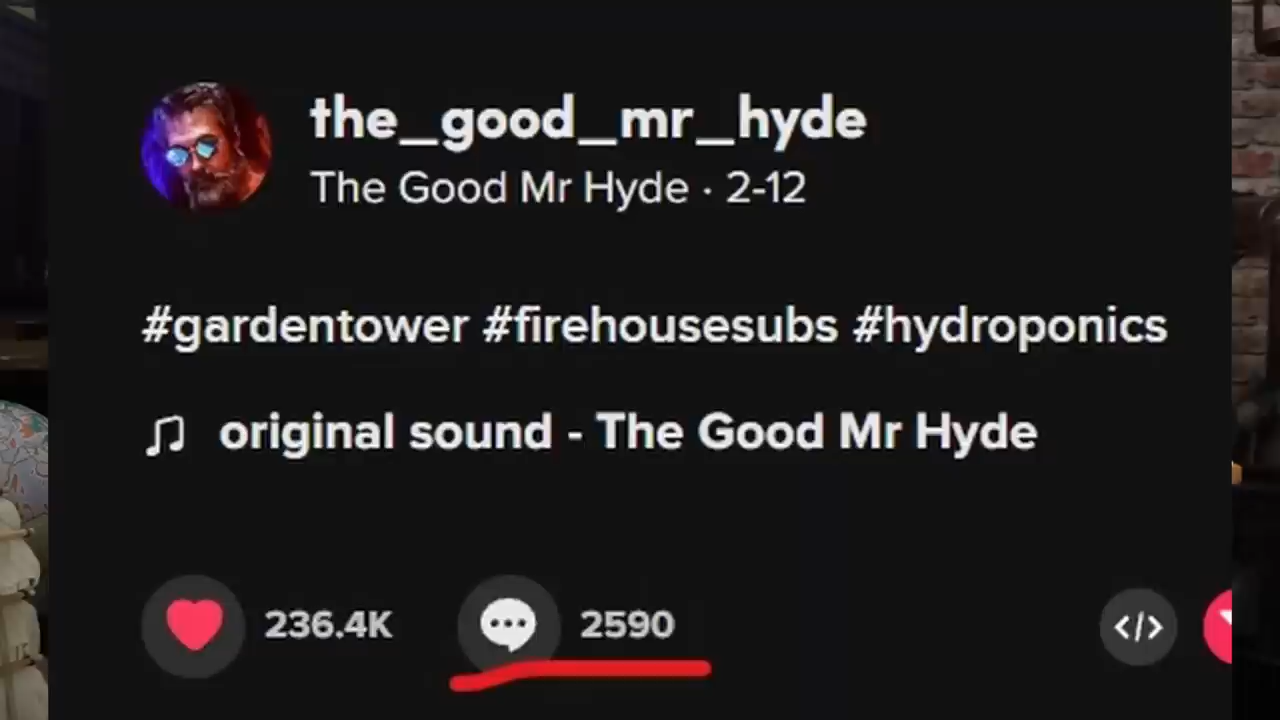 the_good_mr_hyde
The Good Mr Hyde · 2-12
#gardentower #firehousesubs #hydroponics
original sound - The Good Mr Hyde
236.4K 2590 </>